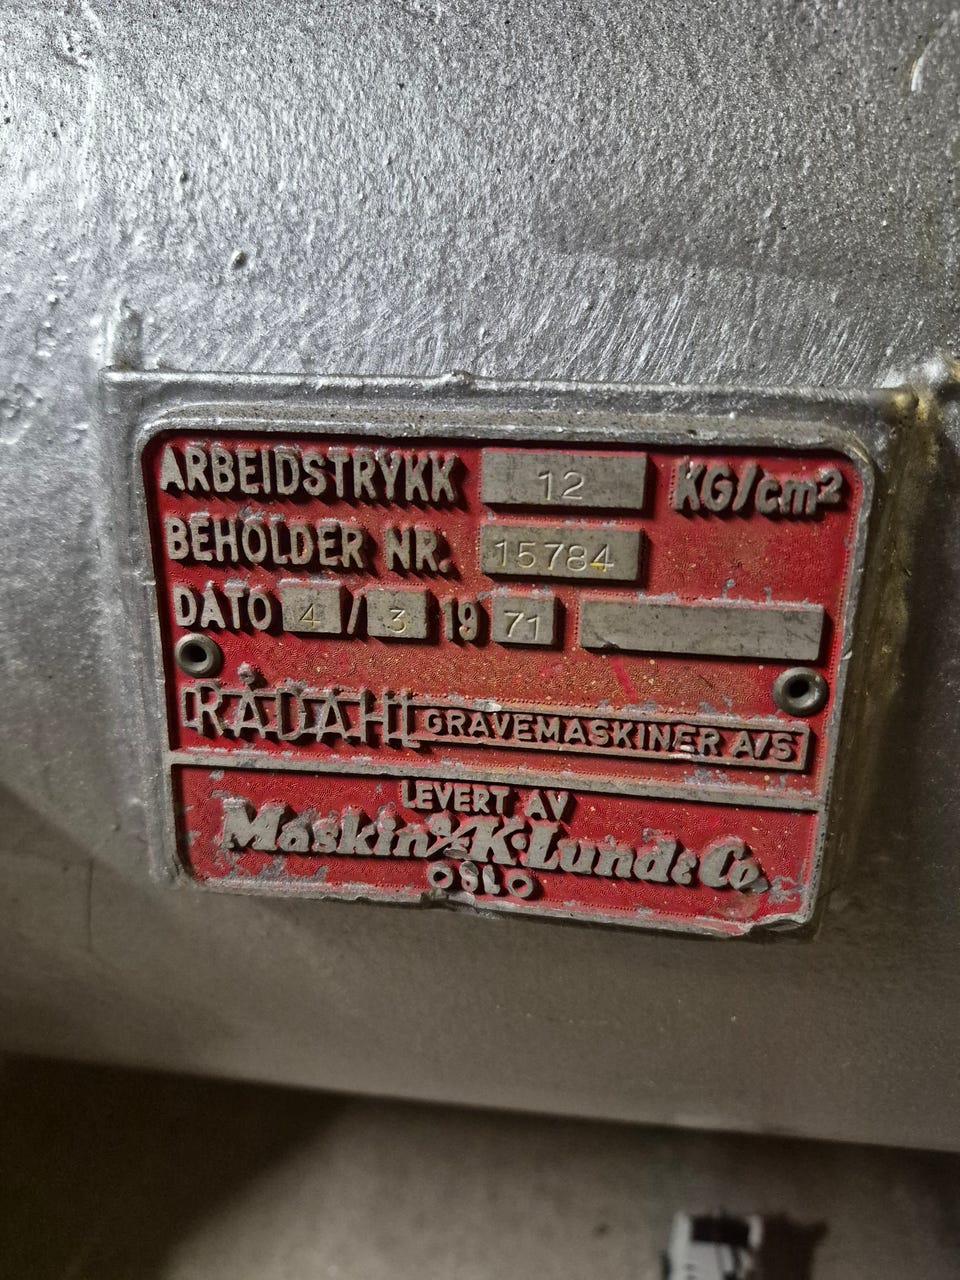 ARBEIDSTRYKK 12 KG/cm²
BEHOLDER NR. 15784
DATO 4 / 3 19 71
RÅDAHL GRAVEMASKINER A/S
LEVERT AV
Maskin A/S K. Lund & Co.
OSLO